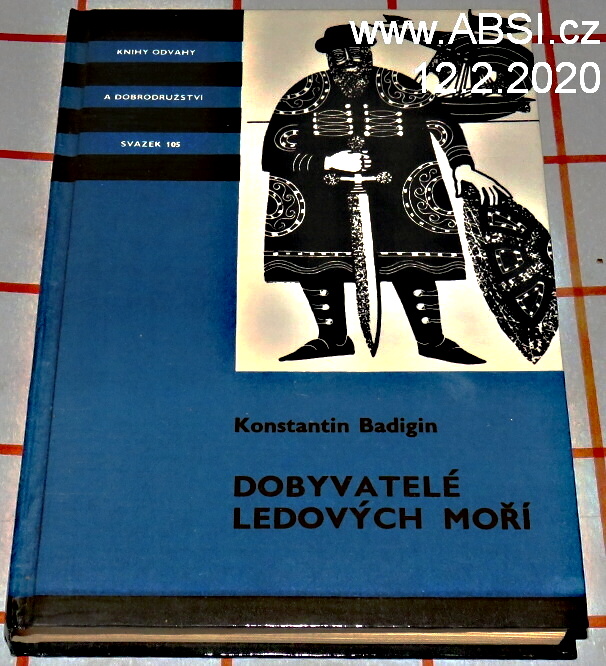 www.ABSI.cz
12.2.2020
KNIHY ODVAHY
A DOBRODRUŽSTVÍ
SVAZEK 105
Konstantin Badigin
DOBYVATELÉ
LEDOVÝCH MOŘÍ